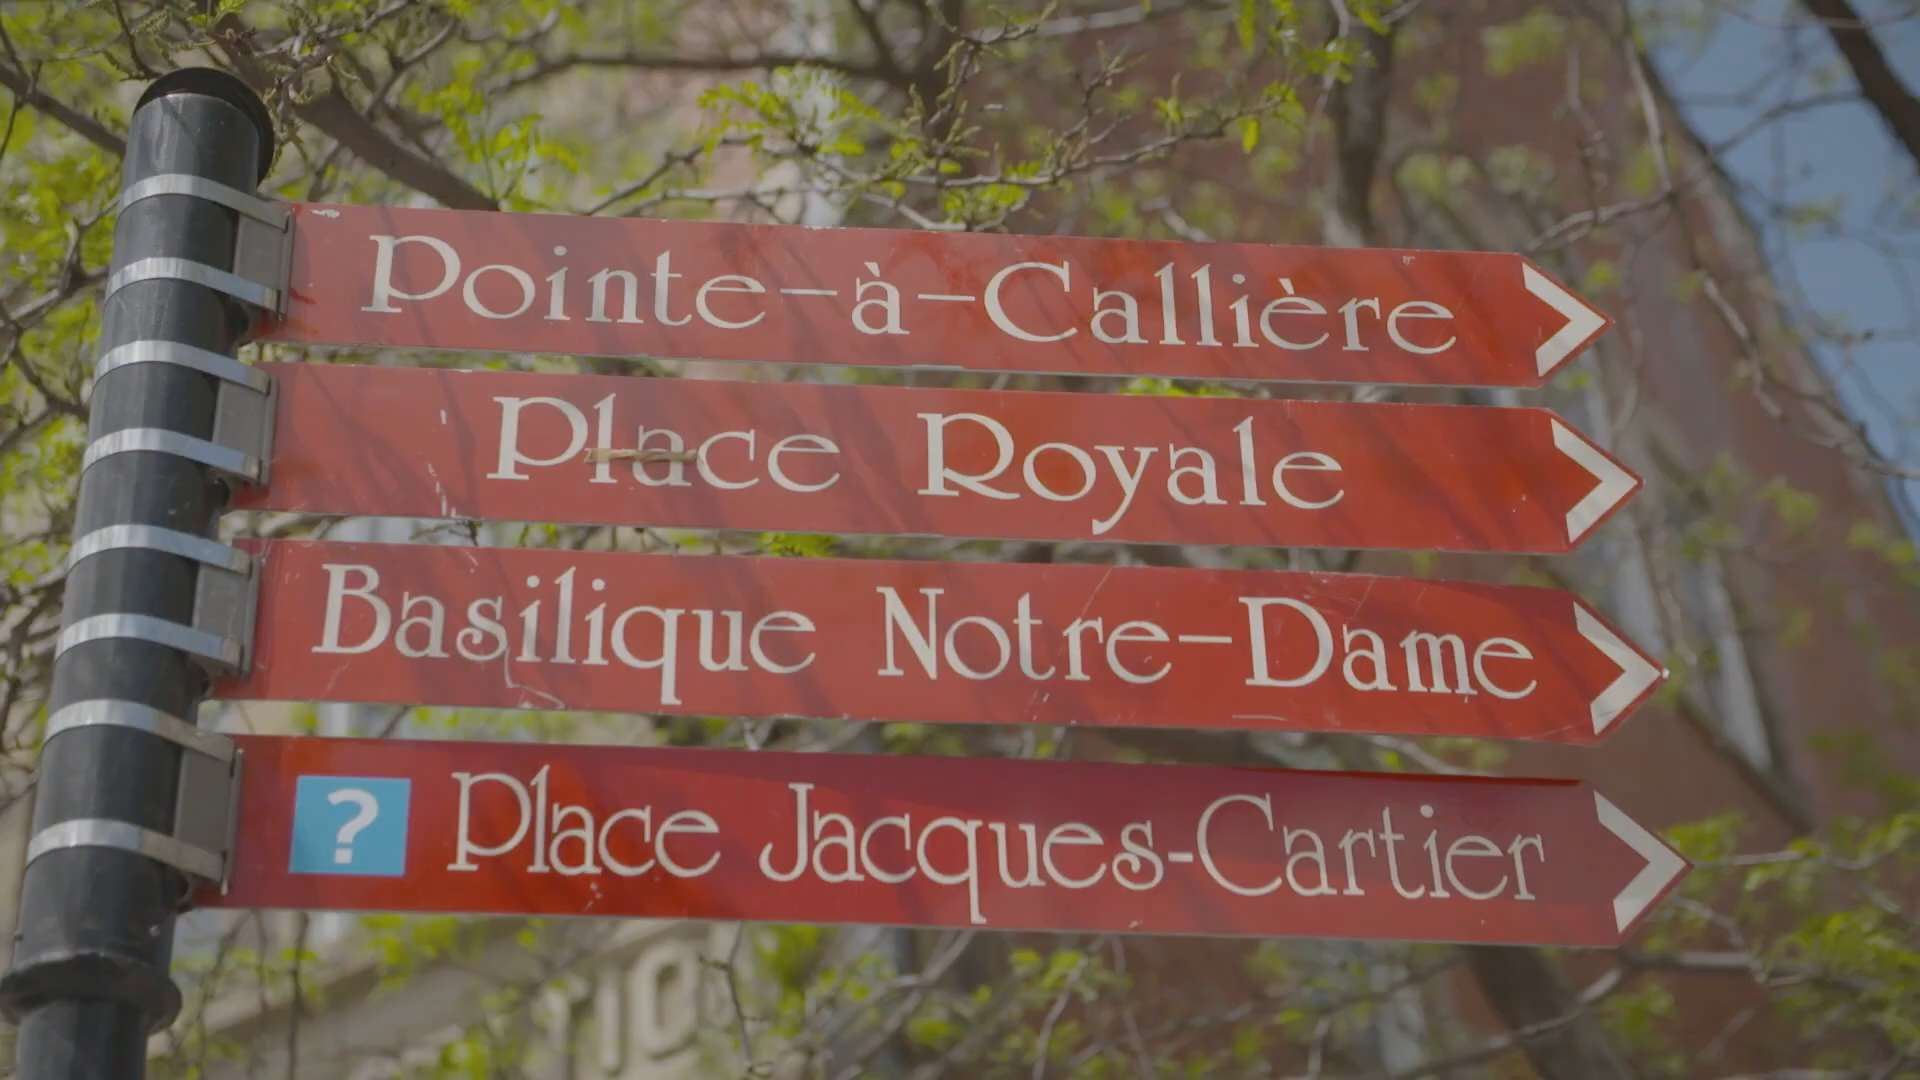 Pointe-à-Callière
Place Royale
Basilique Notre-Dame
? Place Jacques-Cartier